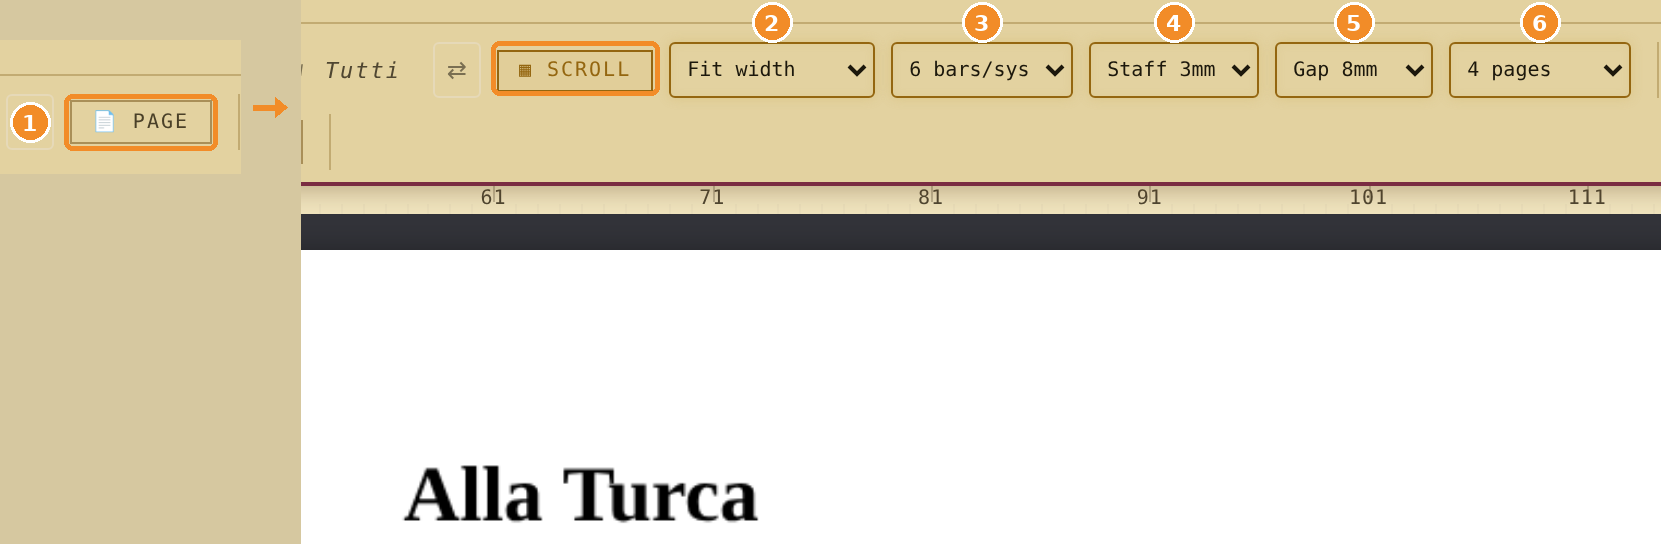 2 3 4 5 6
Tutti ⇄ ▦ SCROLL Fit width 6 bars/sys Staff 3mm Gap 8mm 4 pages
1 📄 PAGE
61 71 81 91 101 111
Alla Turca